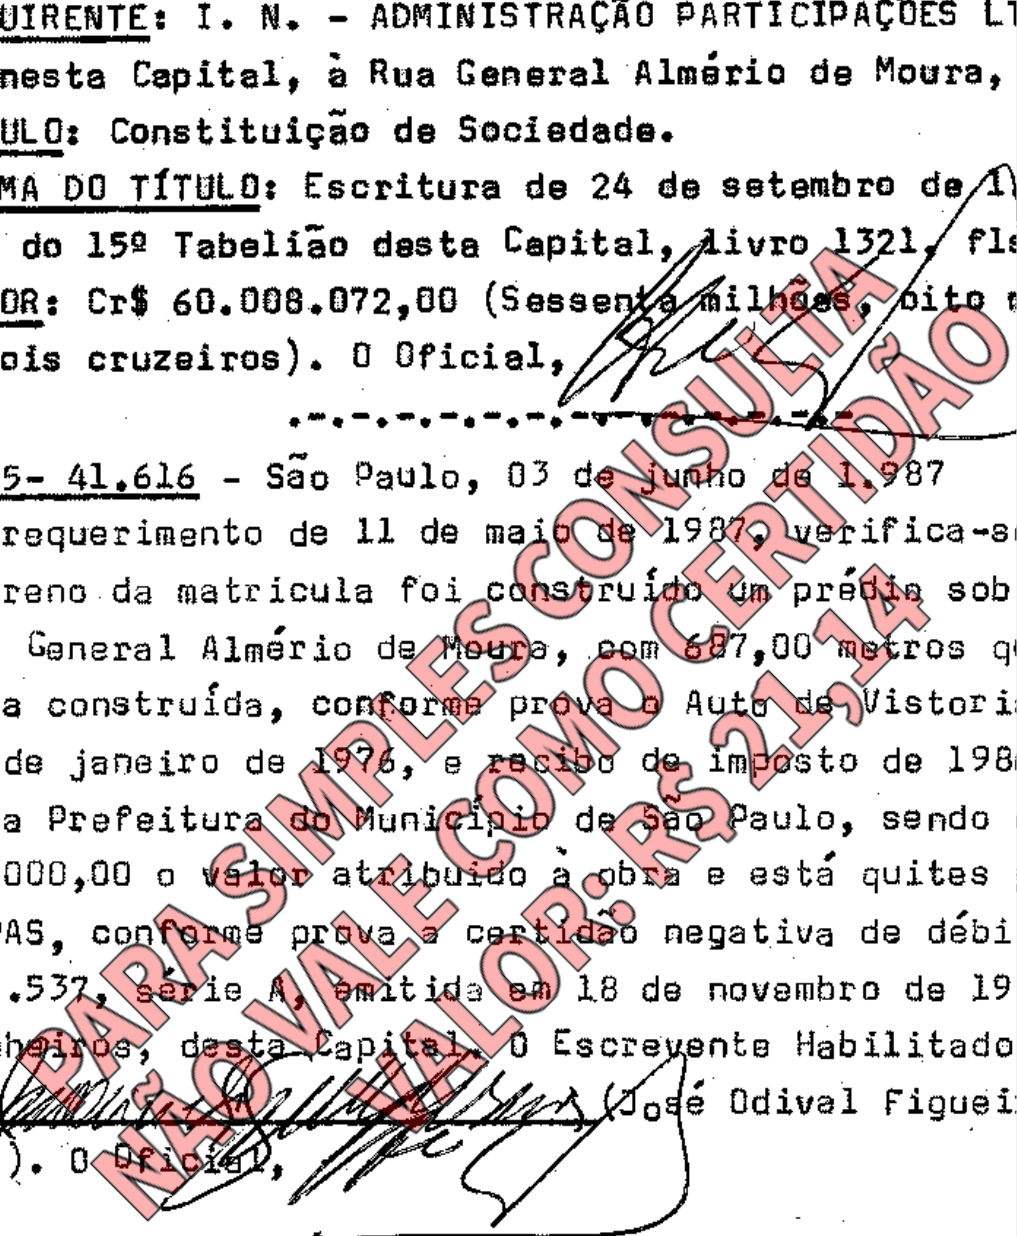 UIRENTE: I. N. - ADMINISTRAÇÃO PARTICIPAÇÕES LT
nesta Capital, à Rua General Almério de Moura,
ULO: Constituição de Sociedade.
MA DO TÍTULO: Escritura de 24 de setembro de 1
do 15º Tabelião desta Capital, livro 1321, fls
OR: Cr$ 60.008.072,00 (Sessenta milhões, oito m
ois cruzeiros). O Oficial,
.-.-.-.-.-.-.-.-.-.-.-.-.-
5- 41.616 - São Paulo, 03 de junho de 1.987
requerimento de 11 de maio de 1987, verifica-se
reno da matricula foi construído um prédio sob
General Almério de Moura, com 687,00 metros qu
a construída, conforme prova o Auto de Vistoria
de janeiro de 1976, e recibo de imposto de 198
a Prefeitura do Município de São Paulo, sendo
000,00 o valor atribuído à obra e está quites
PAS, conforme prova a certidão negativa de débi
.537, série A, emitida em 18 de novembro de 19
nheiros, desta Capital. O Escrevente Habilitado
(José Odival Figuei
). O Oficial,
PARA SIMPLES CONSULTA
NÃO VALE COMO CERTIDÃO
VALOR: R$ 21,14